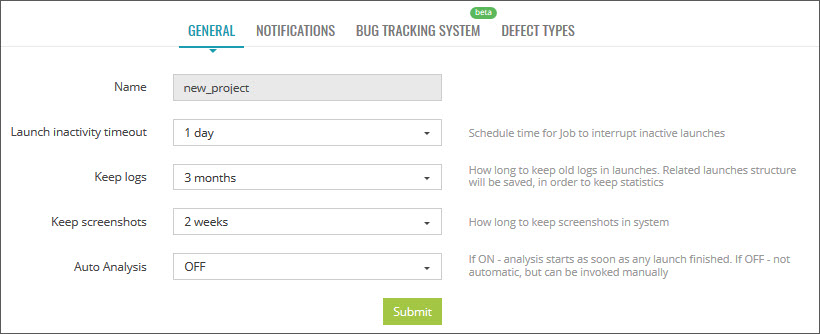 beta
GENERAL NOTIFICATIONS BUG TRACKING SYSTEM DEFECT TYPES
Name new_project
Launch inactivity timeout 1 day Schedule time for Job to interrupt inactive launches
Keep logs 3 months How long to keep old logs in launches. Related launches structure
will be saved, in order to keep statistics
Keep screenshots 2 weeks How long to keep screenshots in system
Auto Analysis OFF If ON - analysis starts as soon as any launch finished. If OFF - not
automatic, but can be invoked manually
Submit